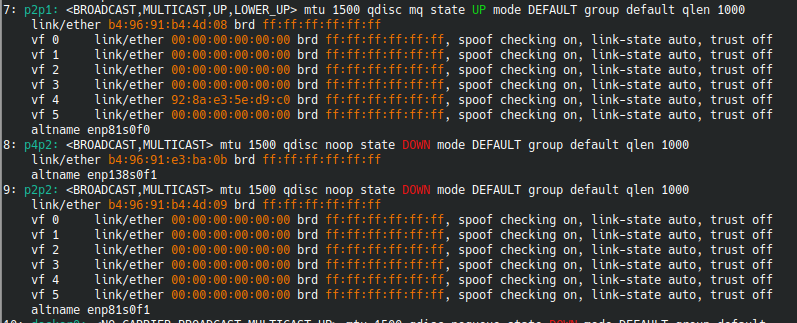 7: p2p1: <BROADCAST,MULTICAST,UP,LOWER_UP> mtu 1500 qdisc mq state UP mode DEFAULT group default qlen 1000
link/ether b4:96:91:b4:4d:08 brd ff:ff:ff:ff:ff:ff
vf 0 link/ether 00:00:00:00:00:00 brd ff:ff:ff:ff:ff:ff, spoof checking on, link-state auto, trust off
vf 1 link/ether 00:00:00:00:00:00 brd ff:ff:ff:ff:ff:ff, spoof checking on, link-state auto, trust off
vf 2 link/ether 00:00:00:00:00:00 brd ff:ff:ff:ff:ff:ff, spoof checking on, link-state auto, trust off
vf 3 link/ether 00:00:00:00:00:00 brd ff:ff:ff:ff:ff:ff, spoof checking on, link-state auto, trust off
vf 4 link/ether 92:8a:e3:5e:d9:c0 brd ff:ff:ff:ff:ff:ff, spoof checking on, link-state auto, trust off
vf 5 link/ether 00:00:00:00:00:00 brd ff:ff:ff:ff:ff:ff, spoof checking on, link-state auto, trust off
altname enp81s0f0
8: p4p2: <BROADCAST,MULTICAST> mtu 1500 qdisc noop state DOWN mode DEFAULT group default qlen 1000
link/ether b4:96:91:e3:ba:0b brd ff:ff:ff:ff:ff:ff
altname enp138s0f1
9: p2p2: <BROADCAST,MULTICAST> mtu 1500 qdisc noop state DOWN mode DEFAULT group default qlen 1000
link/ether b4:96:91:b4:4d:09 brd ff:ff:ff:ff:ff:ff
vf 0 link/ether 00:00:00:00:00:00 brd ff:ff:ff:ff:ff:ff, spoof checking on, link-state auto, trust off
vf 1 link/ether 00:00:00:00:00:00 brd ff:ff:ff:ff:ff:ff, spoof checking on, link-state auto, trust off
vf 2 link/ether 00:00:00:00:00:00 brd ff:ff:ff:ff:ff:ff, spoof checking on, link-state auto, trust off
vf 3 link/ether 00:00:00:00:00:00 brd ff:ff:ff:ff:ff:ff, spoof checking on, link-state auto, trust off
vf 4 link/ether 00:00:00:00:00:00 brd ff:ff:ff:ff:ff:ff, spoof checking on, link-state auto, trust off
vf 5 link/ether 00:00:00:00:00:00 brd ff:ff:ff:ff:ff:ff, spoof checking on, link-state auto, trust off
altname enp81s0f1